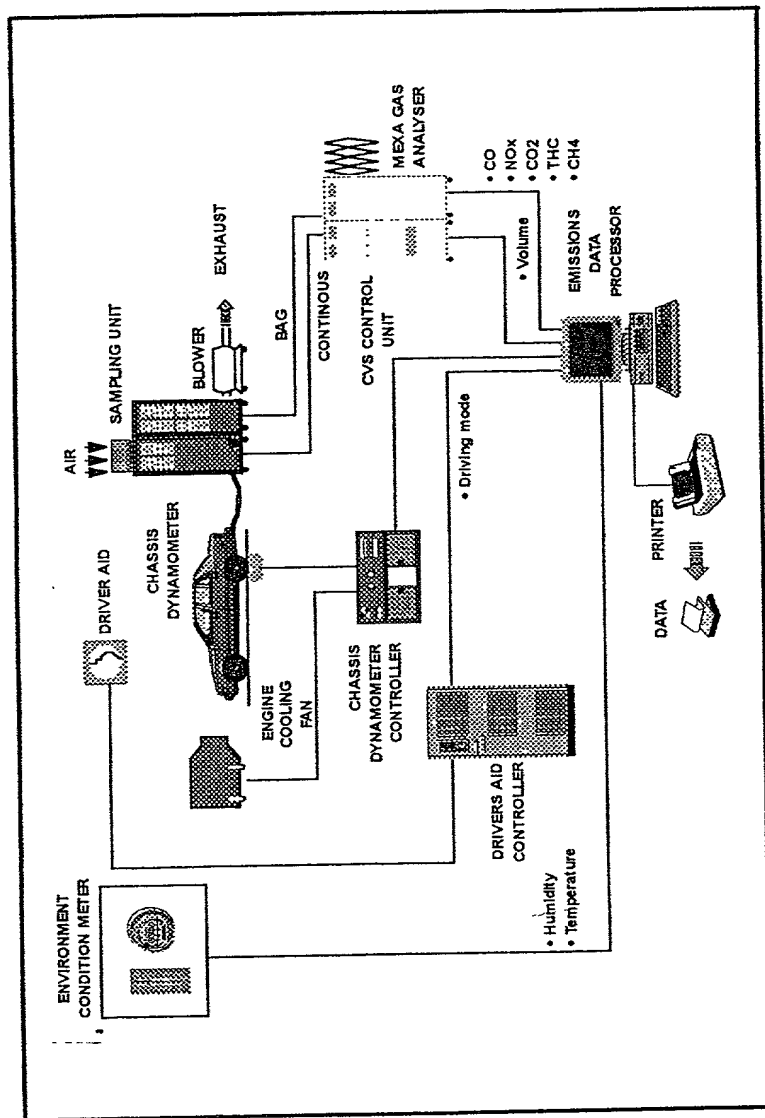 ENVIRONMENT
CONDITION METER
DRIVER AID
AIR
SAMPLING UNIT
CHASSIS
DYNAMOMETER
BLOWER
EXHAUST
ENGINE
COOLING
FAN
BAG
CONTINOUS
MEXA GAS
ANALYSER
CVS CONTROL
UNIT
CHASSIS
DYNAMOMETER
CONTROLLER
DRIVERS AID
CONTROLLER
• Driving mode
• Volume
• CO
• NOx
• CO2
• THC
• CH4
• Humidity
• Temperature
EMISSIONS
DATA
PROCESSOR
PRINTER
DATA